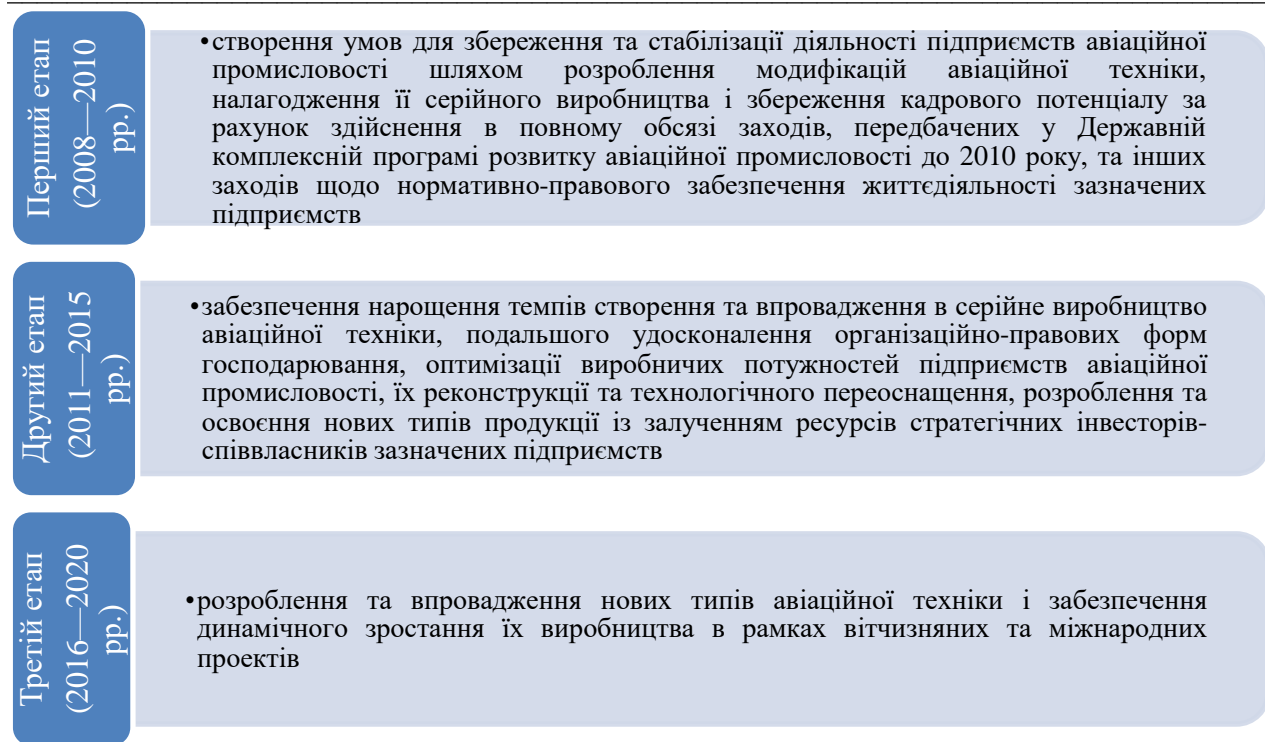 Перший етап
(2008—2010
рр.)
•створення умов для збереження та стабілізації діяльності підприємств авіаційної
промисловості шляхом розроблення модифікацій авіаційної техніки,
налагодження її серійного виробництва і збереження кадрового потенціалу за
рахунок здійснення в повному обсязі заходів, передбачених у Державній
комплексній програмі розвитку авіаційної промисловості до 2010 року, та інших
заходів щодо нормативно-правового забезпечення життєдіяльності зазначених
підприємств
Другий етап
(2011—2015
рр.)
•забезпечення нарощення темпів створення та впровадження в серійне виробництво
авіаційної техніки, подальшого удосконалення організаційно-правових форм
господарювання, оптимізації виробничих потужностей підприємств авіаційної
промисловості, їх реконструкції та технологічного переоснащення, розроблення та
освоєння нових типів продукції із залученням ресурсів стратегічних інвесторів-
співвласників зазначених підприємств
Третій етап
(2016—2020
рр.)
•розроблення та впровадження нових типів авіаційної техніки і забезпечення
динамічного зростання їх виробництва в рамках вітчизняних та міжнародних
проектів